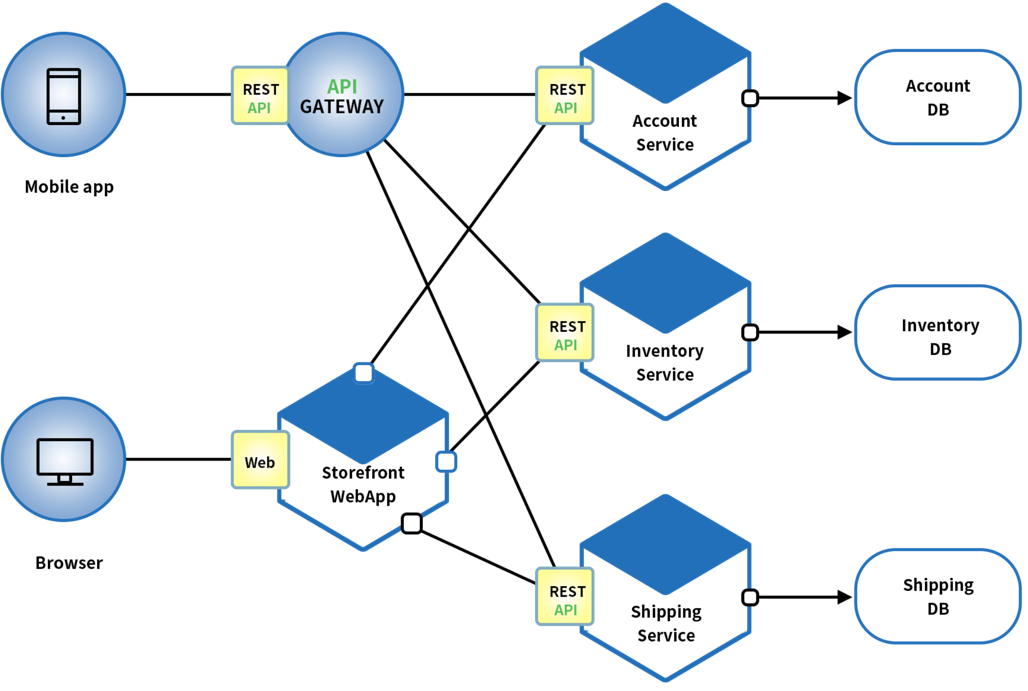 Mobile app
REST
API
API
GATEWAY
REST
API
Account
Service
Account
DB
REST
API
Inventory
Service
Inventory
DB
Browser
Web
Storefront
WebApp
REST
API
Shipping
Service
Shipping
DB